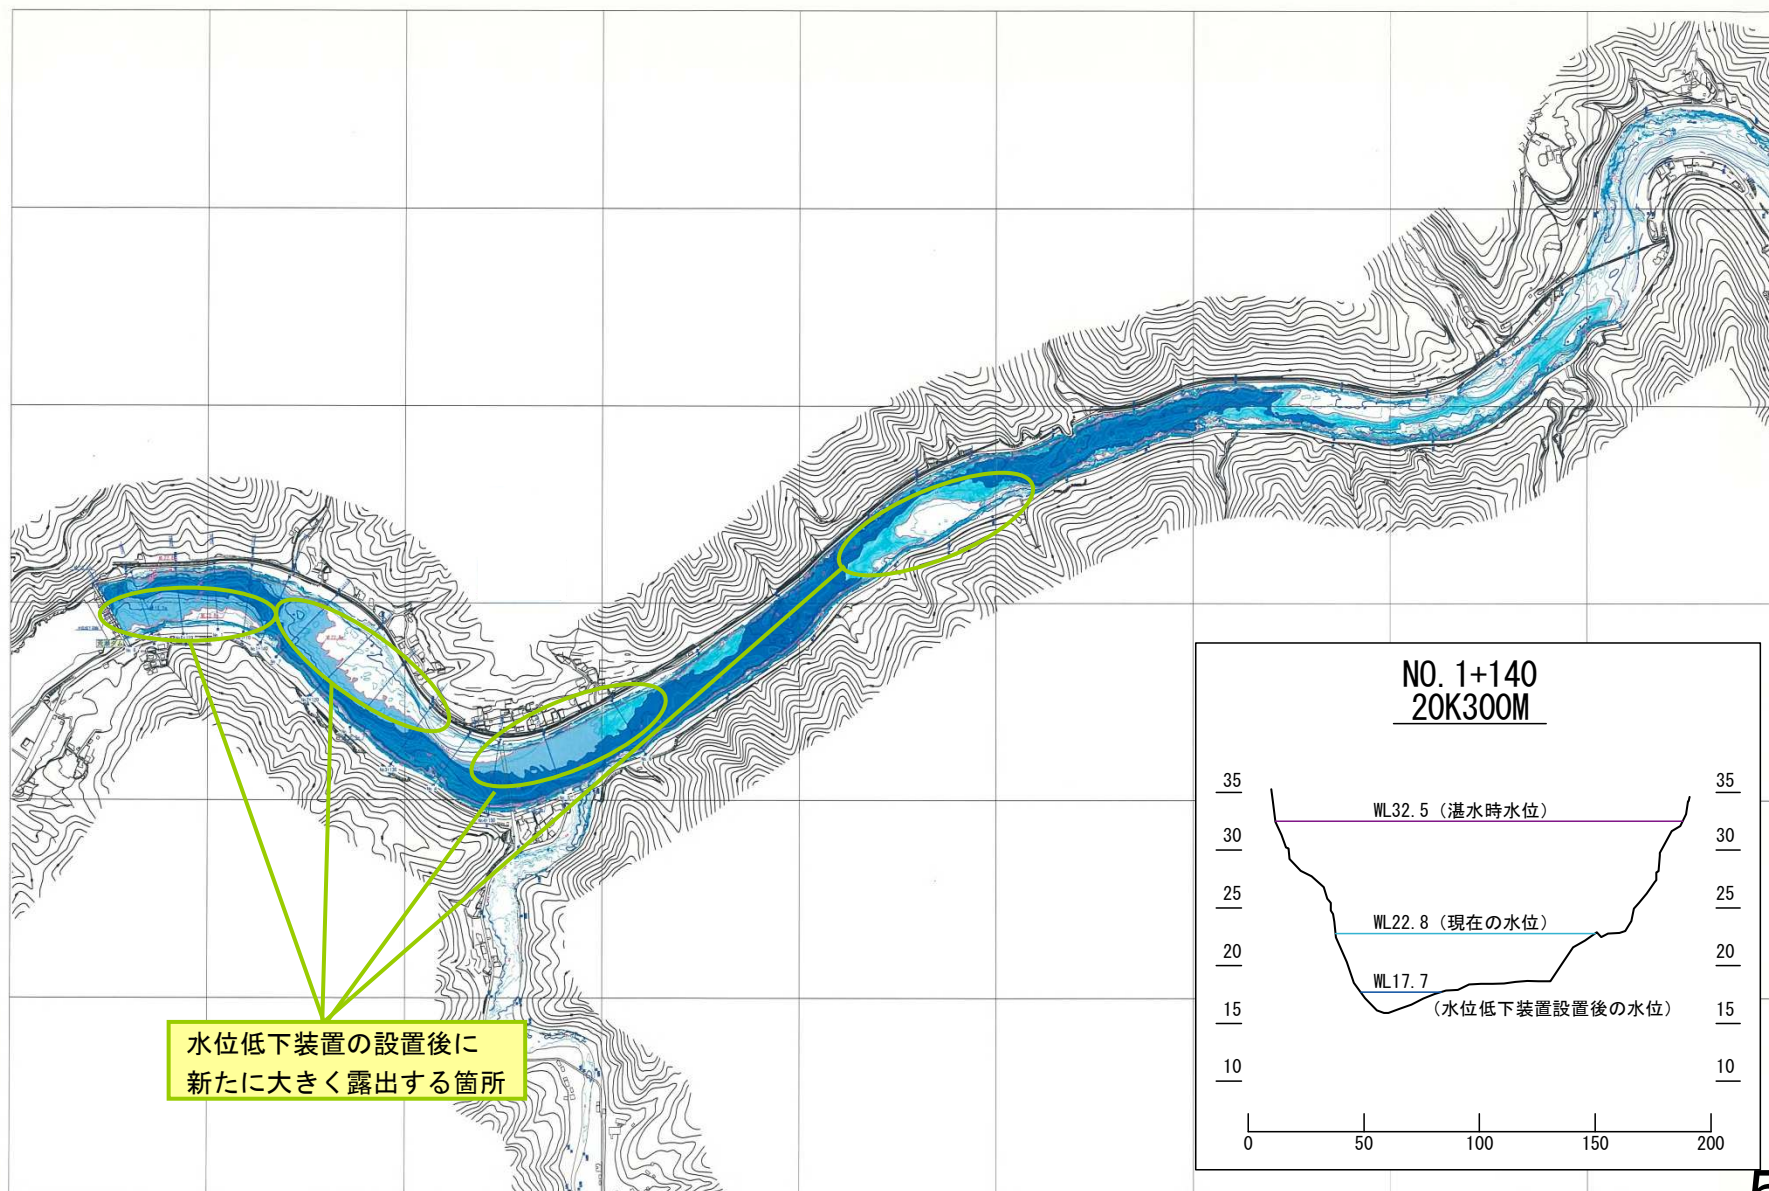 水位低下装置の設置後に
新たに大きく露出する箇所
NO. 1+140
20K300M
35
35
WL32.5 (湛水時水位)
30
30
25
25
WL22.8 (現在の水位)
20
20
WL17.7
(水位低下装置設置後の水位)
15
15
10
10
0
50
100
150
200
5